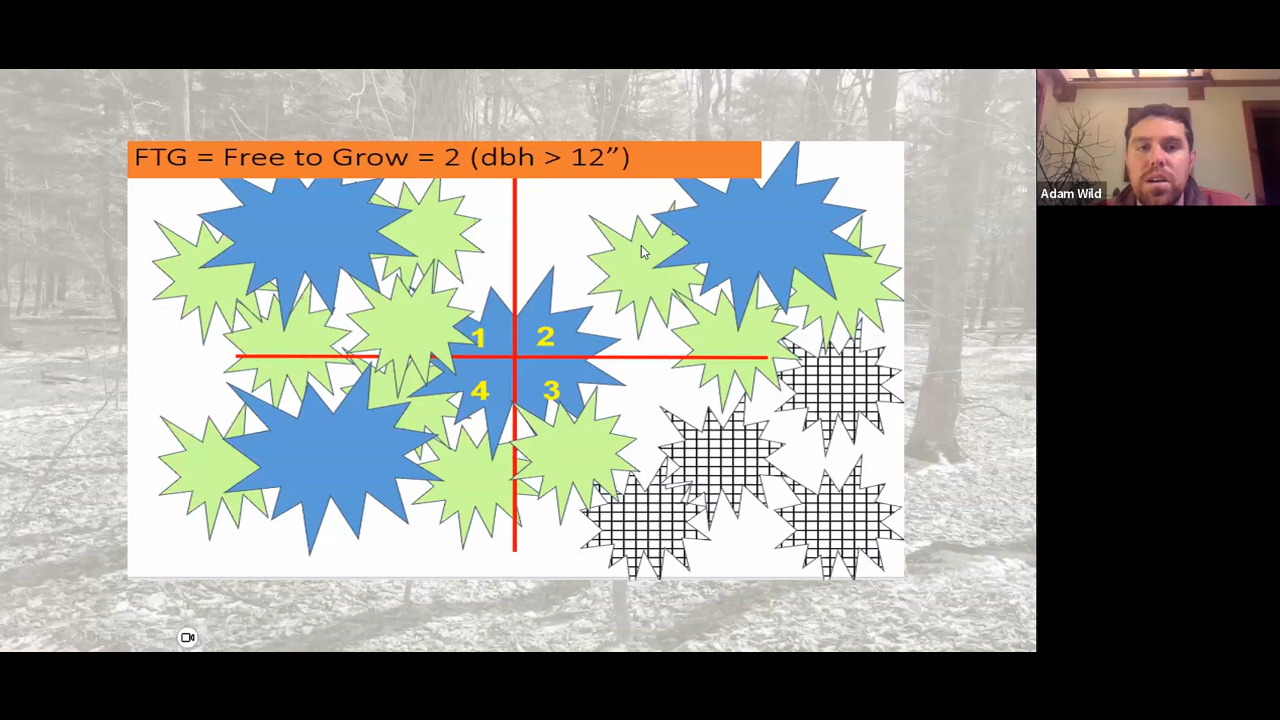 FTG = Free to Grow = 2 (dbh > 12”)
1 2
4 3
Adam Wild